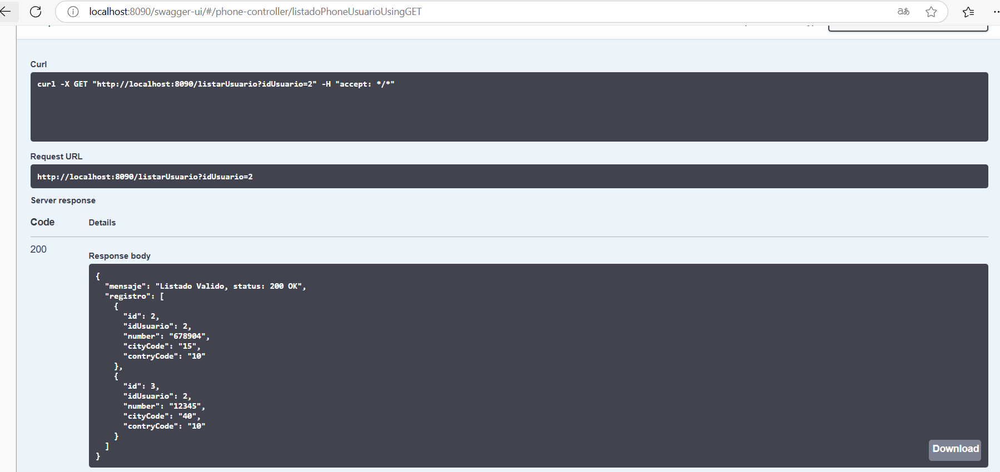 localhost:8090/swagger-ui/#/phone-controller/listadoPhoneUsuarioUsingGET
Curl
curl -X GET "http://localhost:8090/listarUsuario?idUsuario=2" -H "accept: */*"
Request URL
http://localhost:8090/listarUsuario?idUsuario=2
Server response
Code Details
200
Response body
{
"mensaje": "Listado Valido, status: 200 OK",
"registro": [
{
"id": 2,
"idUsuario": 2,
"number": "678904",
"cityCode": "15",
"contryCode": "10"
},
{
"id": 3,
"idUsuario": 2,
"number": "12345",
"cityCode": "40",
"contryCode": "10"
}
]
}
Download